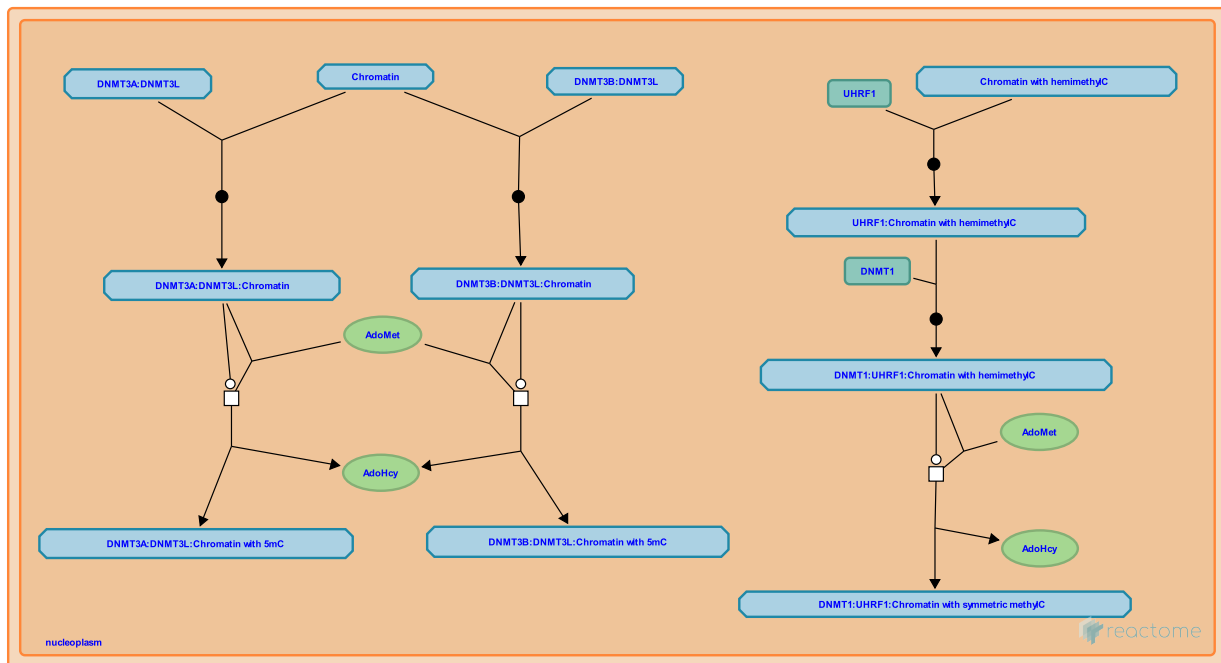 DNMT3A:DNMT3L
Chromatin
DNMT3B:DNMT3L
UHRF1
Chromatin with hemimethylC
UHRF1:Chromatin with hemimethylC
DNMT1
DNMT3A:DNMT3L:Chromatin
DNMT3B:DNMT3L:Chromatin
AdoMet
DNMT1:UHRF1:Chromatin with hemimethylC
AdoMet
AdoHcy
DNMT3A:DNMT3L:Chromatin with 5mC
DNMT3B:DNMT3L:Chromatin with 5mC
AdoHcy
DNMT1:UHRF1:Chromatin with symmetric methylC
reactome
nucleoplasm